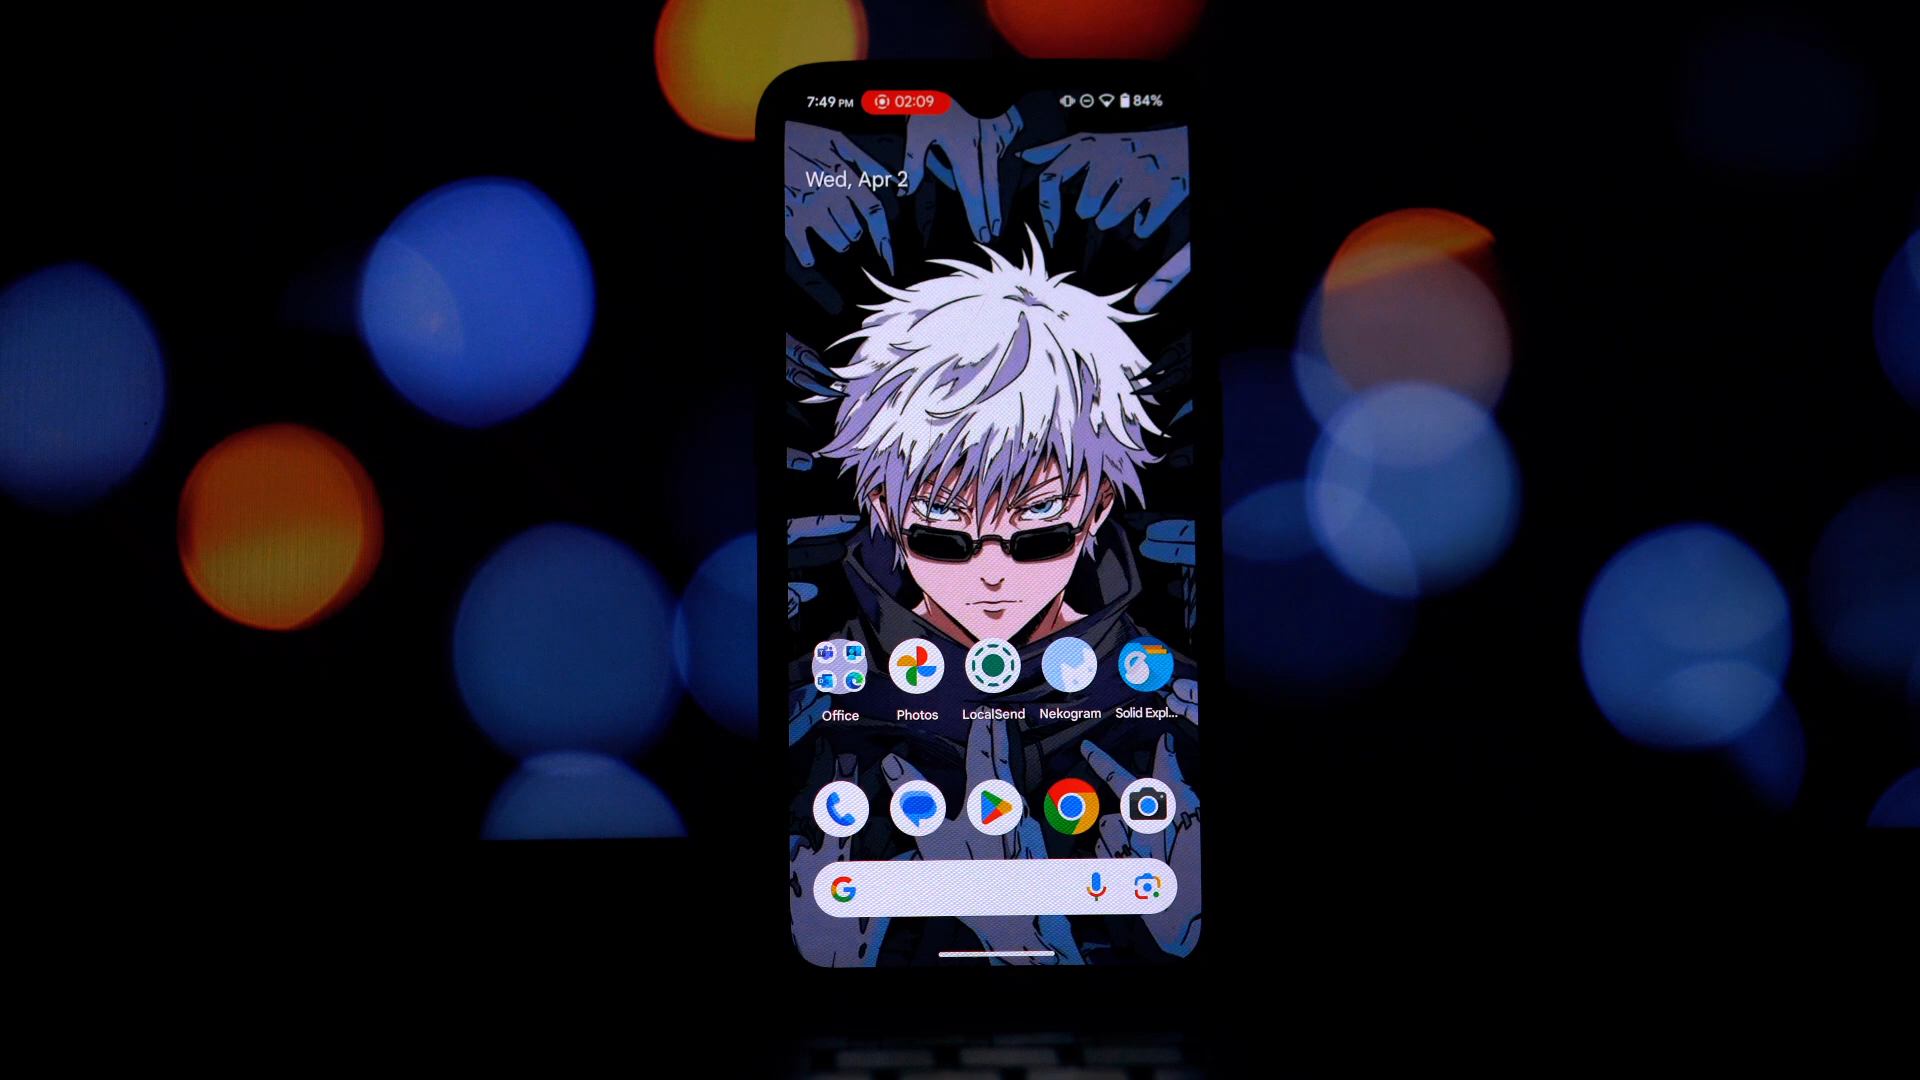 7:49 PM 02:09 84%
Wed, Apr 2
Office Photos LocalSend Nekogram Solid Expl...